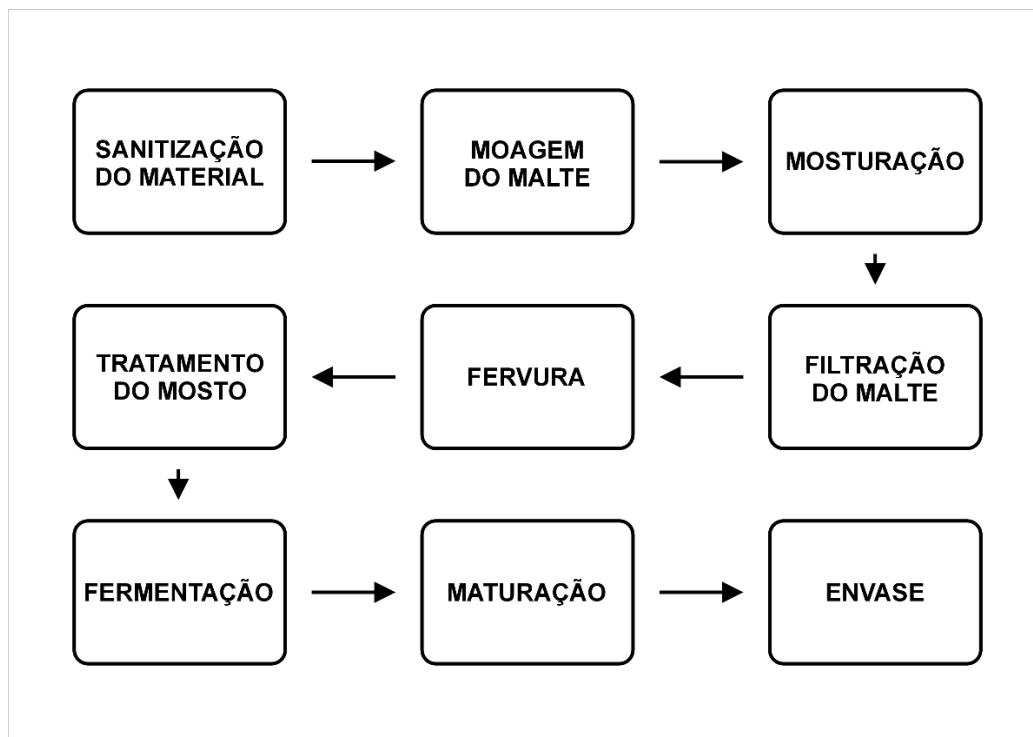 SANITIZAÇÃO
DO MATERIAL
MOAGEM
DO MALTE
MOSTURAÇÃO
TRATAMENTO
DO MOSTO
FERVURA
FILTRAÇÃO
DO MALTE
FERMENTAÇÃO
MATURAÇÃO
ENVASE